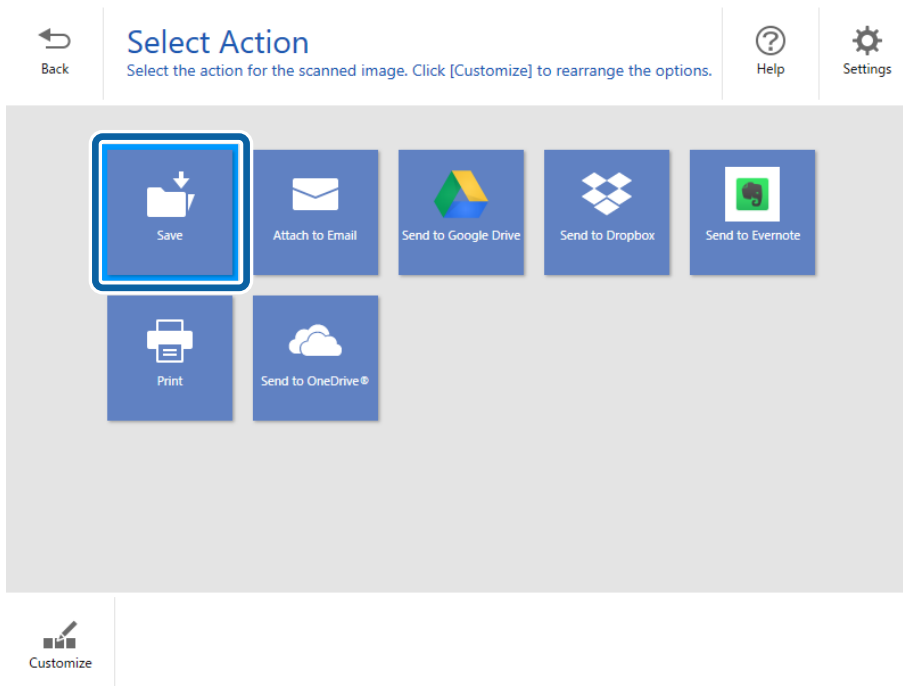 Select Action
Back
Select the action for the scanned image. Click [Customize] to rearrange the options.
Help
Settings
Save
Attach to Email
Send to Google Drive
Send to Dropbox
Send to Evernote
Print
Send to OneDrive®
Customize